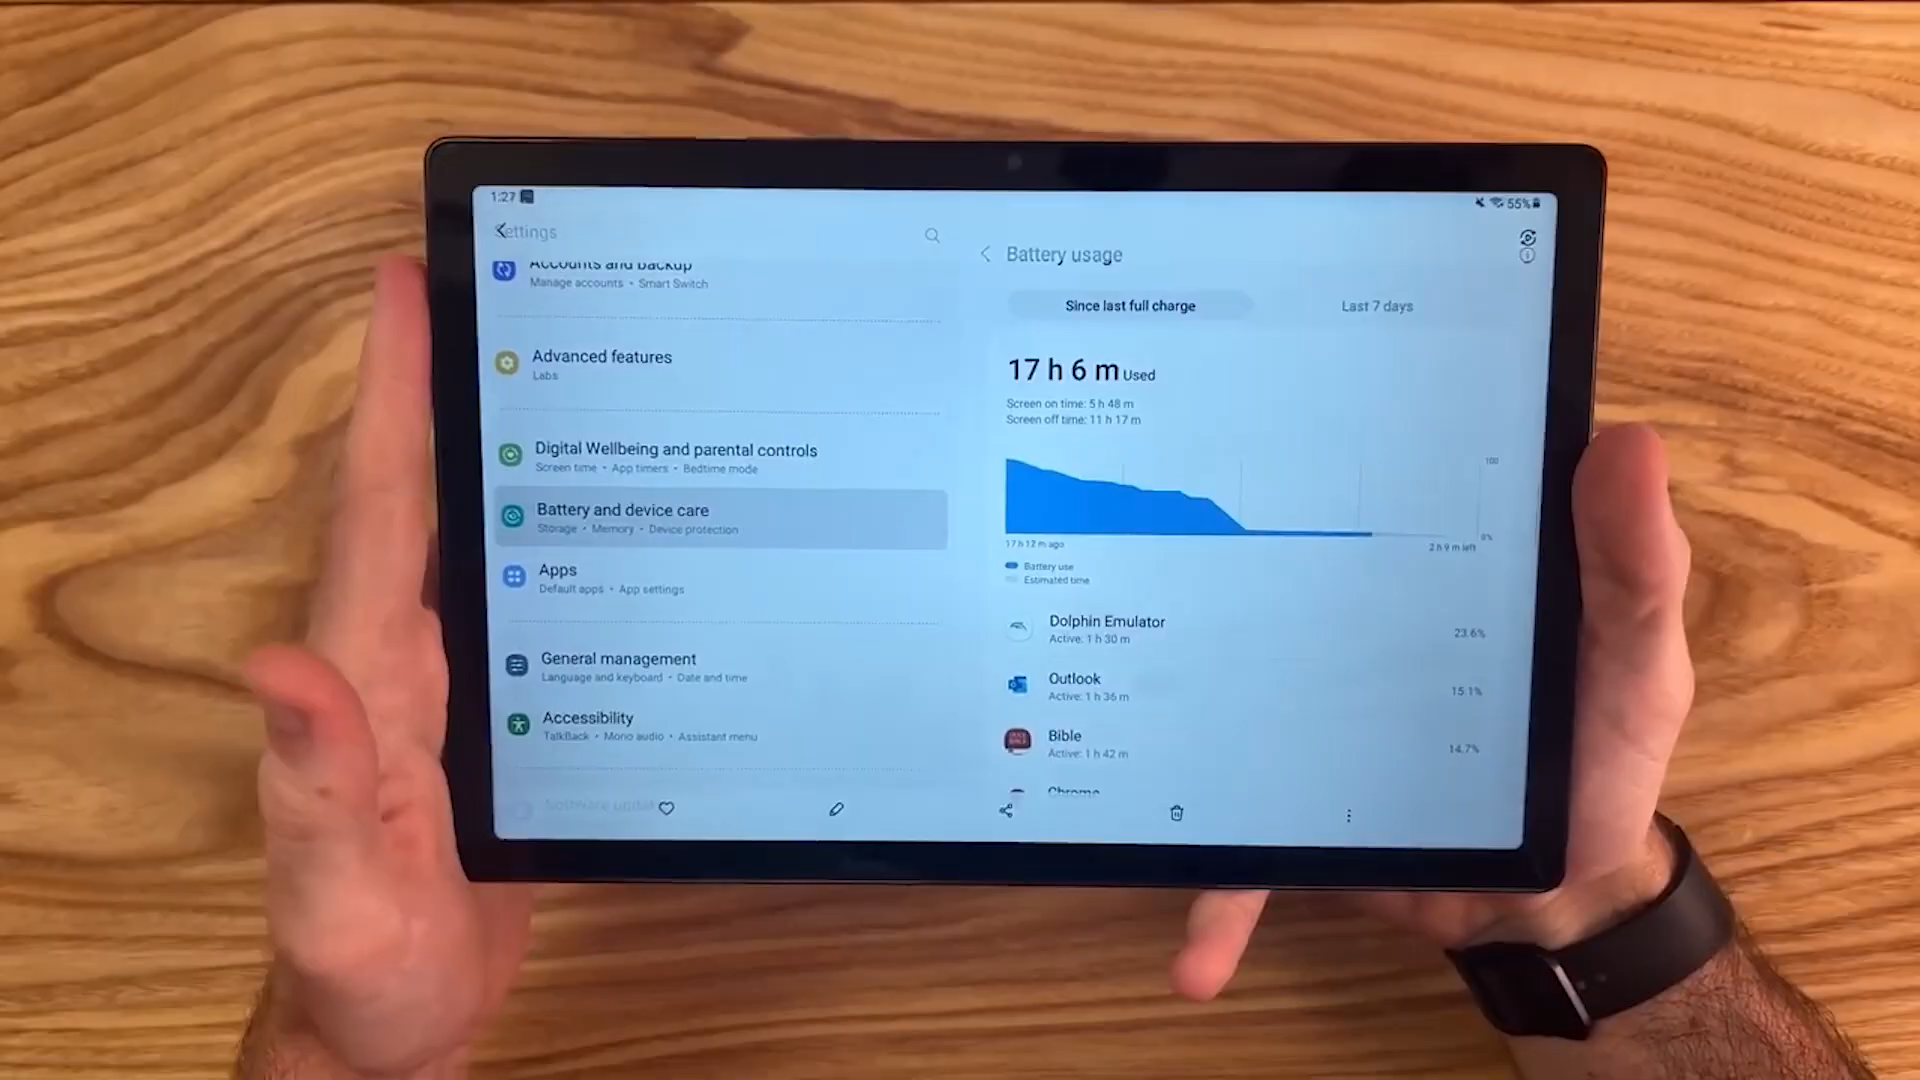 1:27
55%
Settings
Accounts and backup
Manage accounts • Smart Switch
Advanced features
Labs
Digital Wellbeing and parental controls
Screen time • App timers • Bedtime mode
Battery and device care
Storage • Memory • Device protection
Apps
Default apps • App settings
General management
Language and keyboard • Date and time
Accessibility
TalkBack • Mono audio • Assistant menu
Software update
Battery usage
Since last full charge
Last 7 days
17 h 6 m Used
Screen on time: 5 h 48 m
Screen off time: 11 h 17 m
100
0%
17 h 12 m ago
2 h 9 m left
Battery use
Estimated time
Dolphin Emulator
Active: 1 h 30 m
23.6%
Outlook
Active: 1 h 36 m
15.1%
Bible
Active: 1 h 42 m
14.7%
Chrome